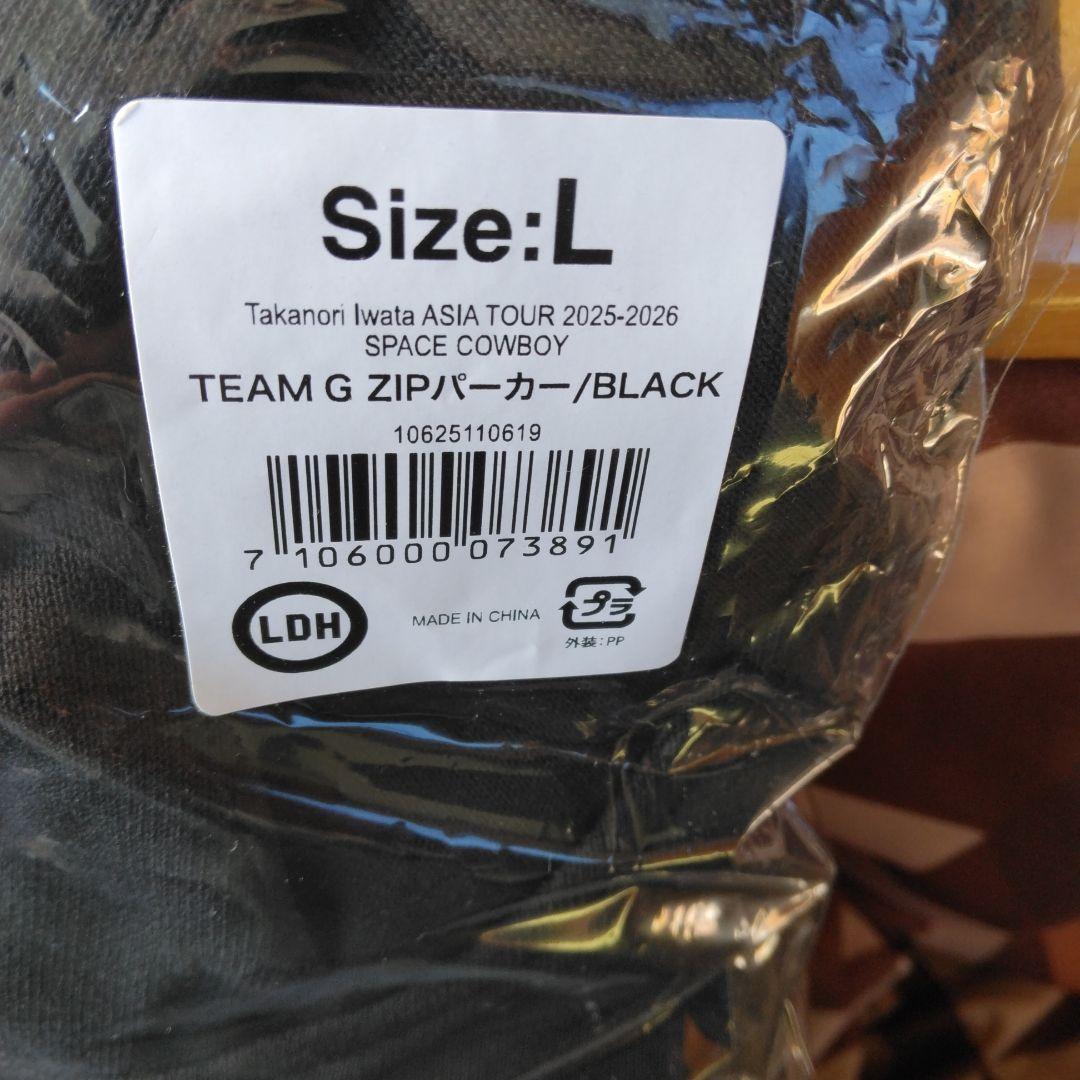 Size:L
Takanori Iwata ASIA TOUR 2025-2026
SPACE COWBOY
TEAM G ZIPパーカー/BLACK
10625110619
7 106000 073891
LDH
MADE IN CHINA
プラ
外装:PP